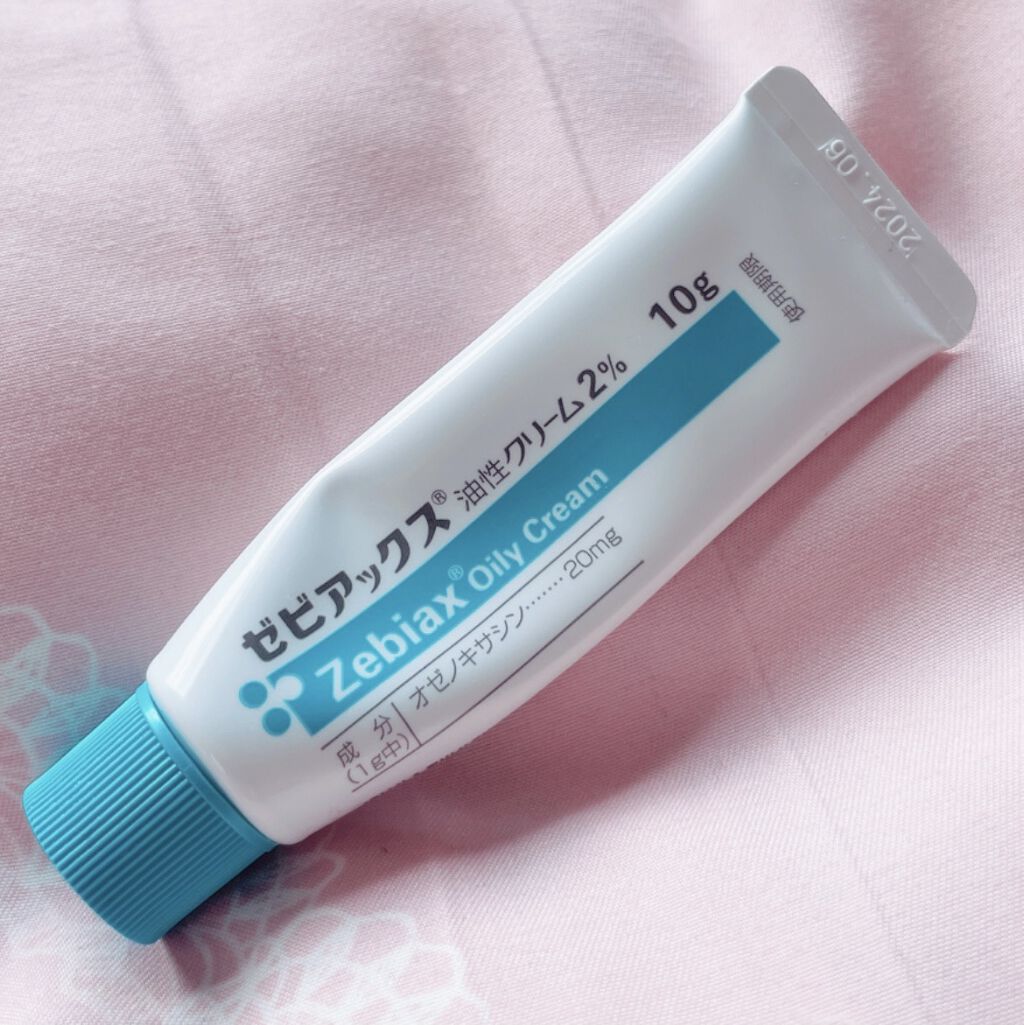 ゼビアックス® 油性クリーム2% 10g
Zebiax® Oily Cream
成分
(1g中)
オゼノキサシン········20mg
使用期限
2024.06